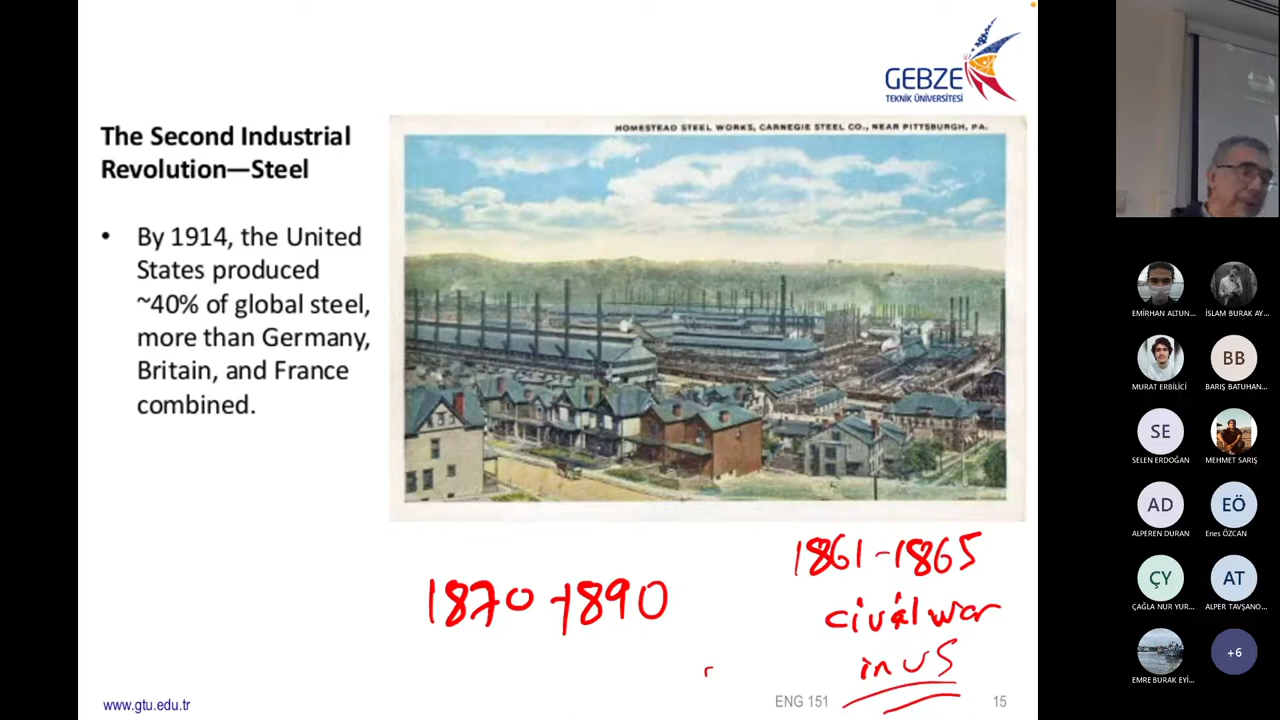 GEBZE
TEKNİK ÜNİVERSİTESİ
The Second Industrial
Revolution—Steel
• By 1914, the United
States produced
~40% of global steel,
more than Germany,
Britain, and France
combined.
HOMESTEAD STEEL WORKS, CARNEGIE STEEL CO., NEAR PITTSBURGH, PA.
1870-1890
1861-1865
civil war
in US
www.gtu.edu.tr
ENG 151
15
EMIRHAN ALTUN...
İSLAM BURAK AY...
MURAT ERBİLİCİ
BB
BARIŞ BATUHAN...
SE
SELEN ERDOĞAN
MEHMET SARIŞ
AD
ALPEREN DURAN
EÖ
Enes ÖZCAN
ÇY
ÇAĞLA NUR YUR...
AT
ALPER TAVŞANO...
EMRE BURAK EYİ...
+6